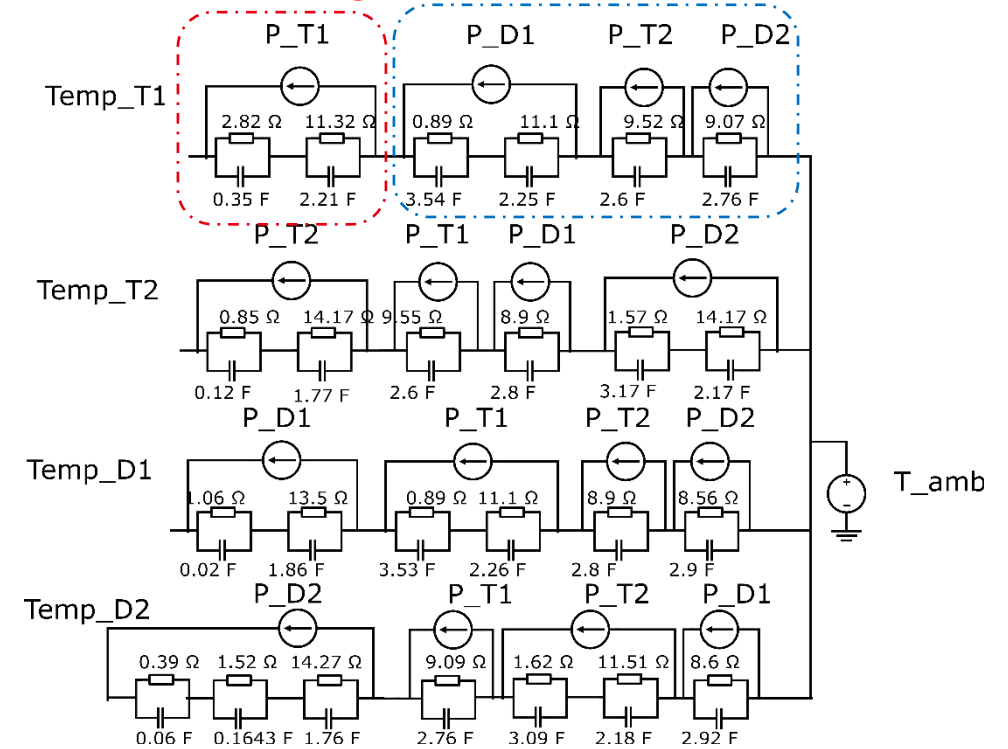 P_T1 P_D1 P_T2 P_D2
Temp_T1
2.82 Ω 11.32 Ω 0.89 Ω 11.1 Ω 9.52 Ω 9.07 Ω
0.35 F 2.21 F 3.54 F 2.25 F 2.6 F 2.76 F
P_T2 P_T1 P_D1 P_D2
Temp_T2
0.85 Ω 14.17 Ω 9.55 Ω 8.9 Ω 1.57 Ω 14.17 Ω
0.12 F 1.77 F 2.6 F 2.8 F 3.17 F 2.17 F
P_D1 P_T1 P_T2 P_D2
Temp_D1
1.06 Ω 13.5 Ω 0.89 Ω 11.1 Ω 8.9 Ω 8.56 Ω
+
T_amb
−
0.02 F 1.86 F 3.53 F 2.26 F 2.8 F 2.9 F
P_D2 P_T1 P_T2 P_D1
Temp_D2
0.39 Ω 1.52 Ω 14.27 Ω 9.09 Ω 1.62 Ω 11.51 Ω 8.6 Ω
0.06 F 0.1643 F 1.76 F 2.76 F 3.09 F 2.18 F 2.92 F